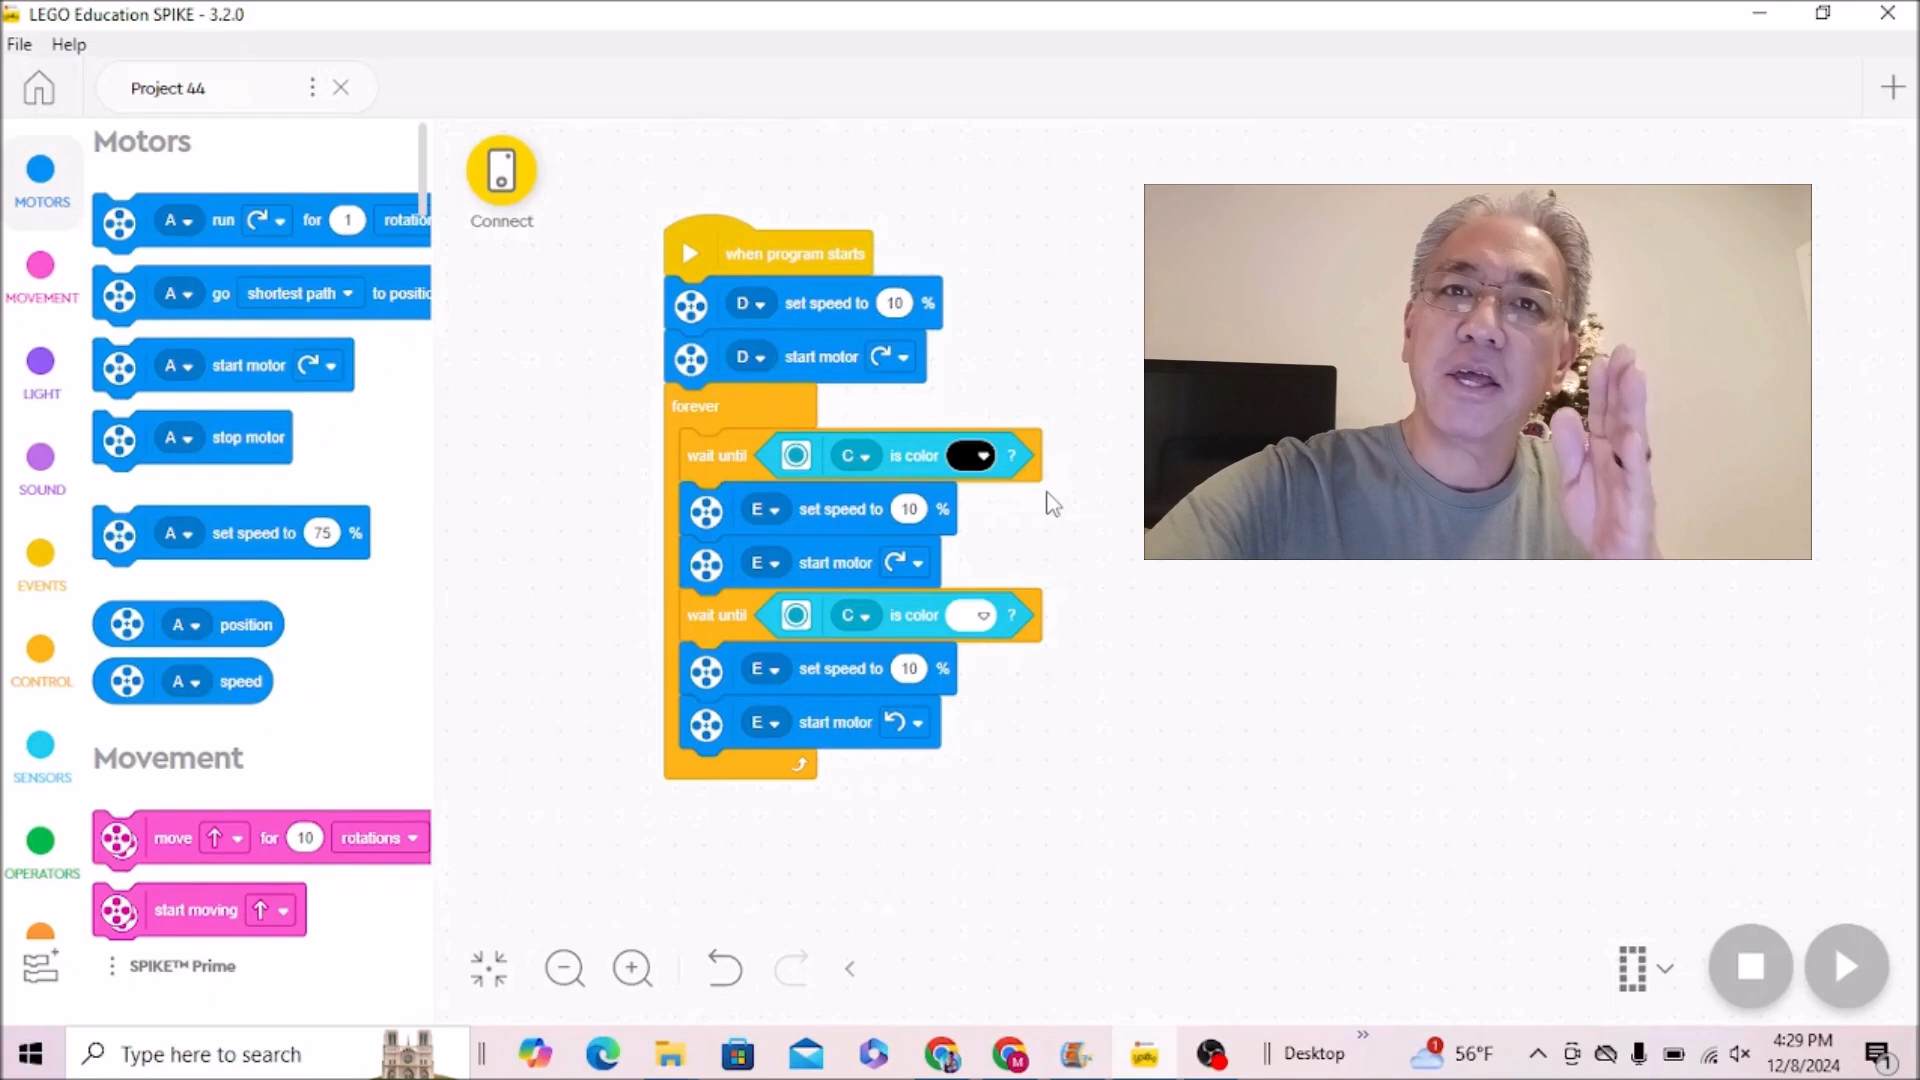 LEGO Education SPIKE - 3.2.0
File Help
Project 44
Motors
MOTORS
A run for 1 rotation
A go shortest path to positio
MOVEMENT
A start motor
LIGHT
A stop motor
SOUND
A set speed to 75 %
EVENTS
A position
CONTROL
A speed
SENSORS
Movement
move for 10 rotations
OPERATORS
start moving
SPIKE™ Prime
Connect
when program starts
D set speed to 10 %
D start motor
forever
wait until C is color ?
E set speed to 10 %
E start motor
wait until C is color ?
E set speed to 10 %
E start motor
Type here to search
Desktop
1
56°F
4:29 PM
12/8/2024
1